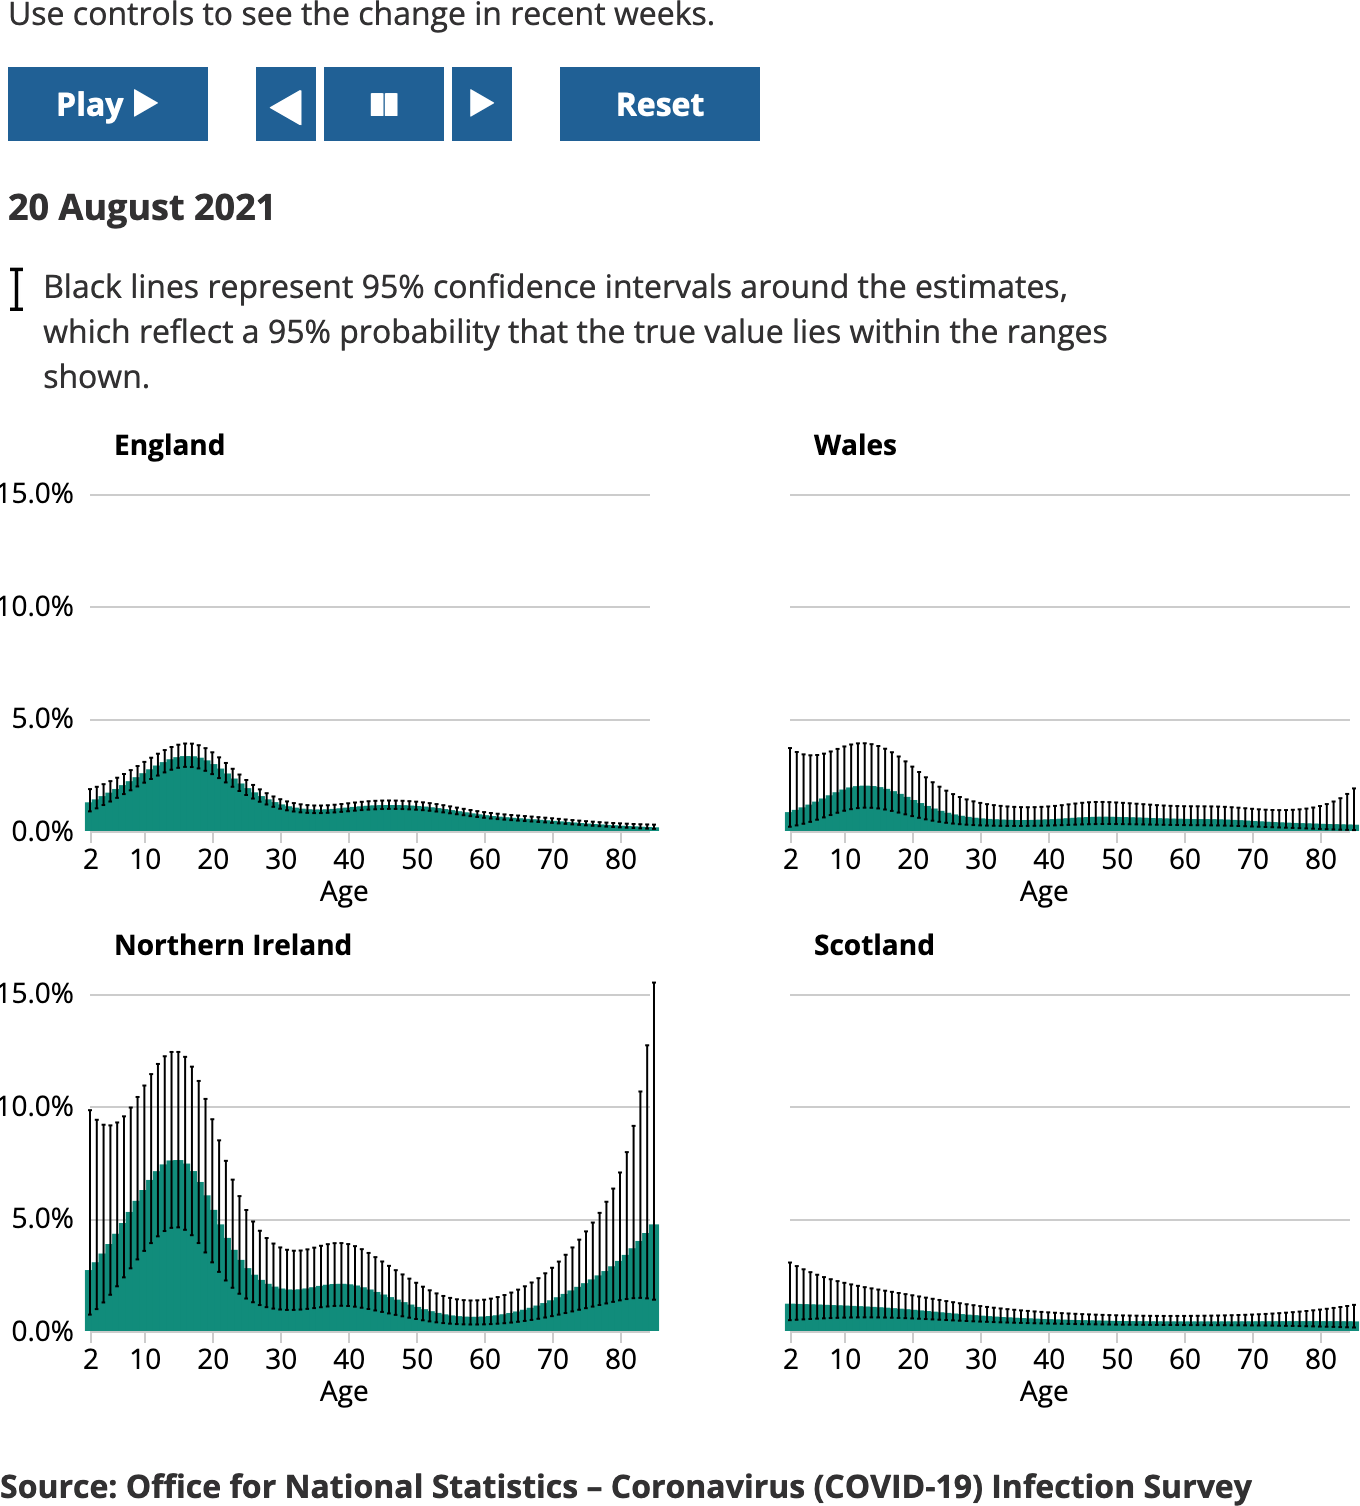 Use controls to see the change in recent weeks.
Play
Reset
20 August 2021
Black lines represent 95% confidence intervals around the estimates,
which reflect a 95% probability that the true value lies within the ranges
shown.
England
15.0%
10.0%
5.0%
0.0%
2 10 20 30 40 50 60 70 80
Age
Wales
2 10 20 30 40 50 60 70 80
Age
Northern Ireland
15.0%
10.0%
5.0%
0.0%
2 10 20 30 40 50 60 70 80
Age
Scotland
2 10 20 30 40 50 60 70 80
Age
Source: Office for National Statistics – Coronavirus (COVID-19) Infection Survey